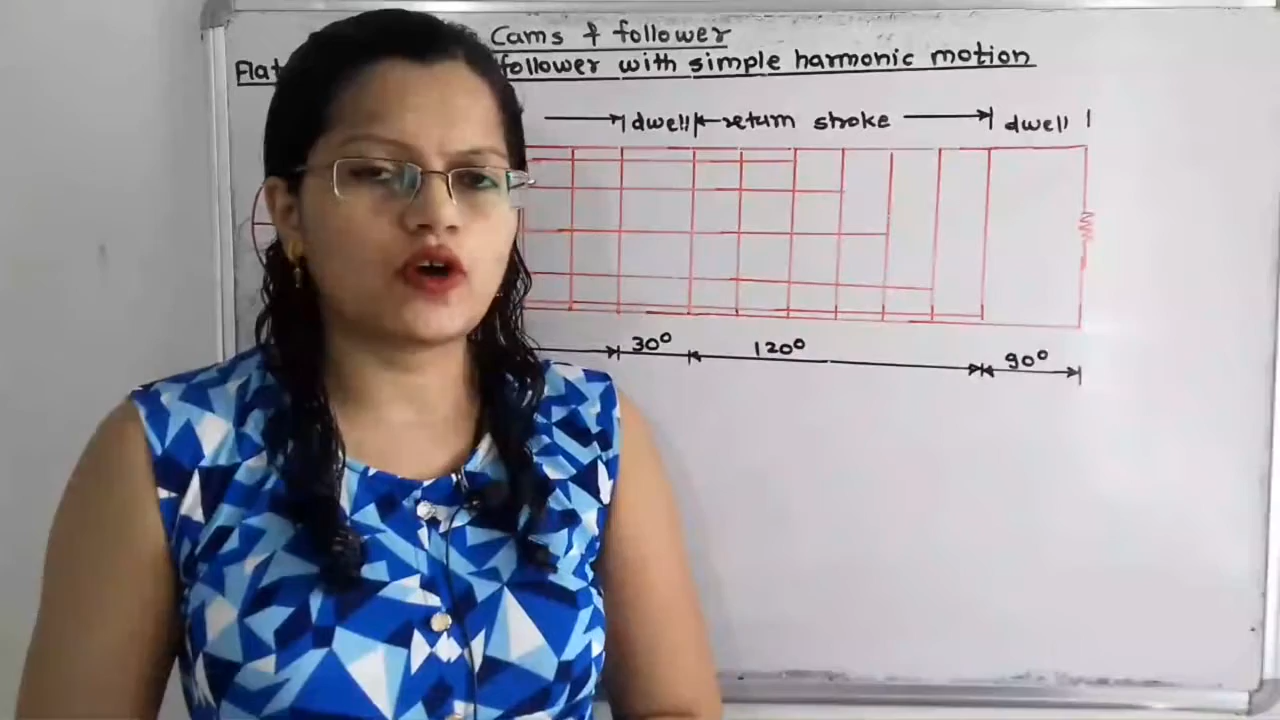 Cams & follower
Flat follower with simple harmonic motion
dwell return stroke dwell
30° 120° 90°